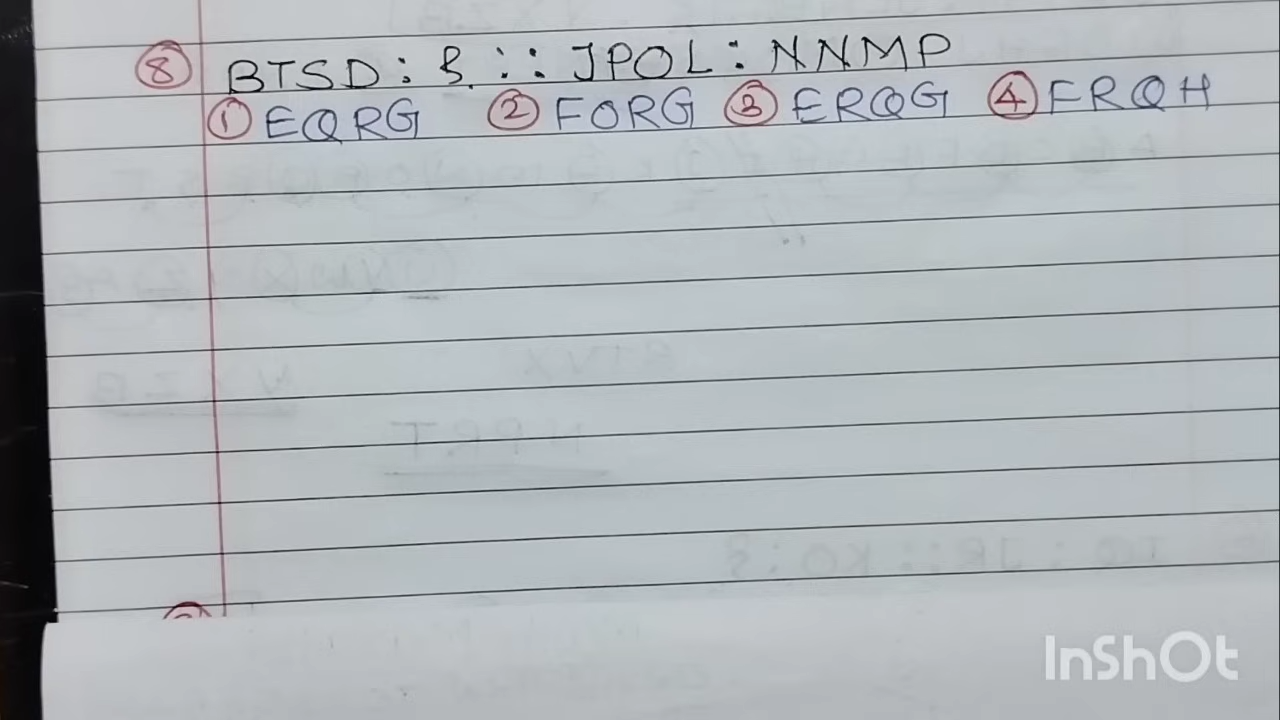 ⑧ BTSD : ? :: JPOL : NNMP
① EQRG ② FORG ③ ERQG ④ FRQH
InShOt